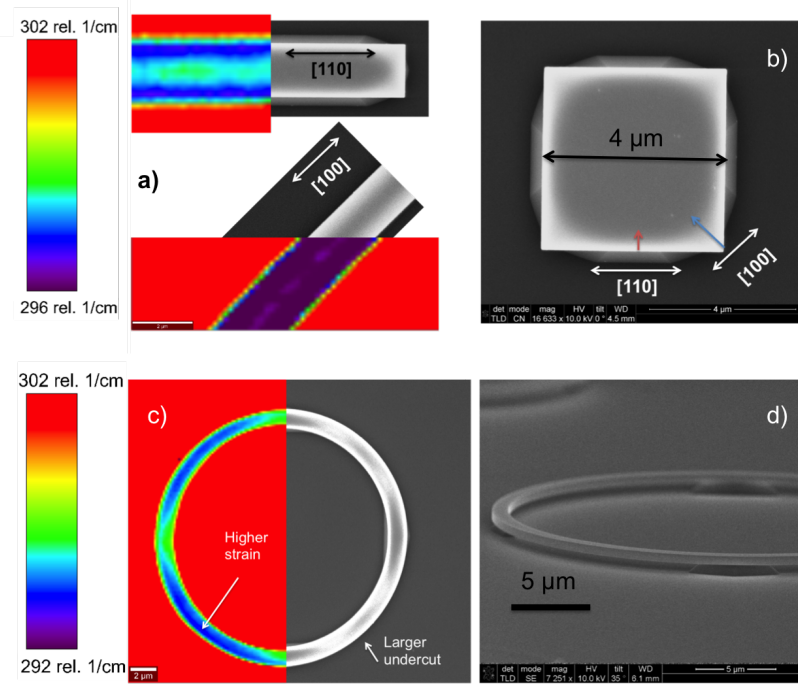 302 rel. 1/cm
296 rel. 1/cm
a)
[110]
[100]
2 µm
b)
4 µm
[110]
[100]
det mode mag HV tilt WD
TLD CN 16 633 x 10.0 kV 0 ° 4.5 mm
4 µm
302 rel. 1/cm
292 rel. 1/cm
c)
Higher
strain
Larger
undercut
2 µm
d)
5 µm
det mode mag HV tilt WD
TLD SE 7 251 x 10.0 kV 35 ° 6.1 mm
5 µm